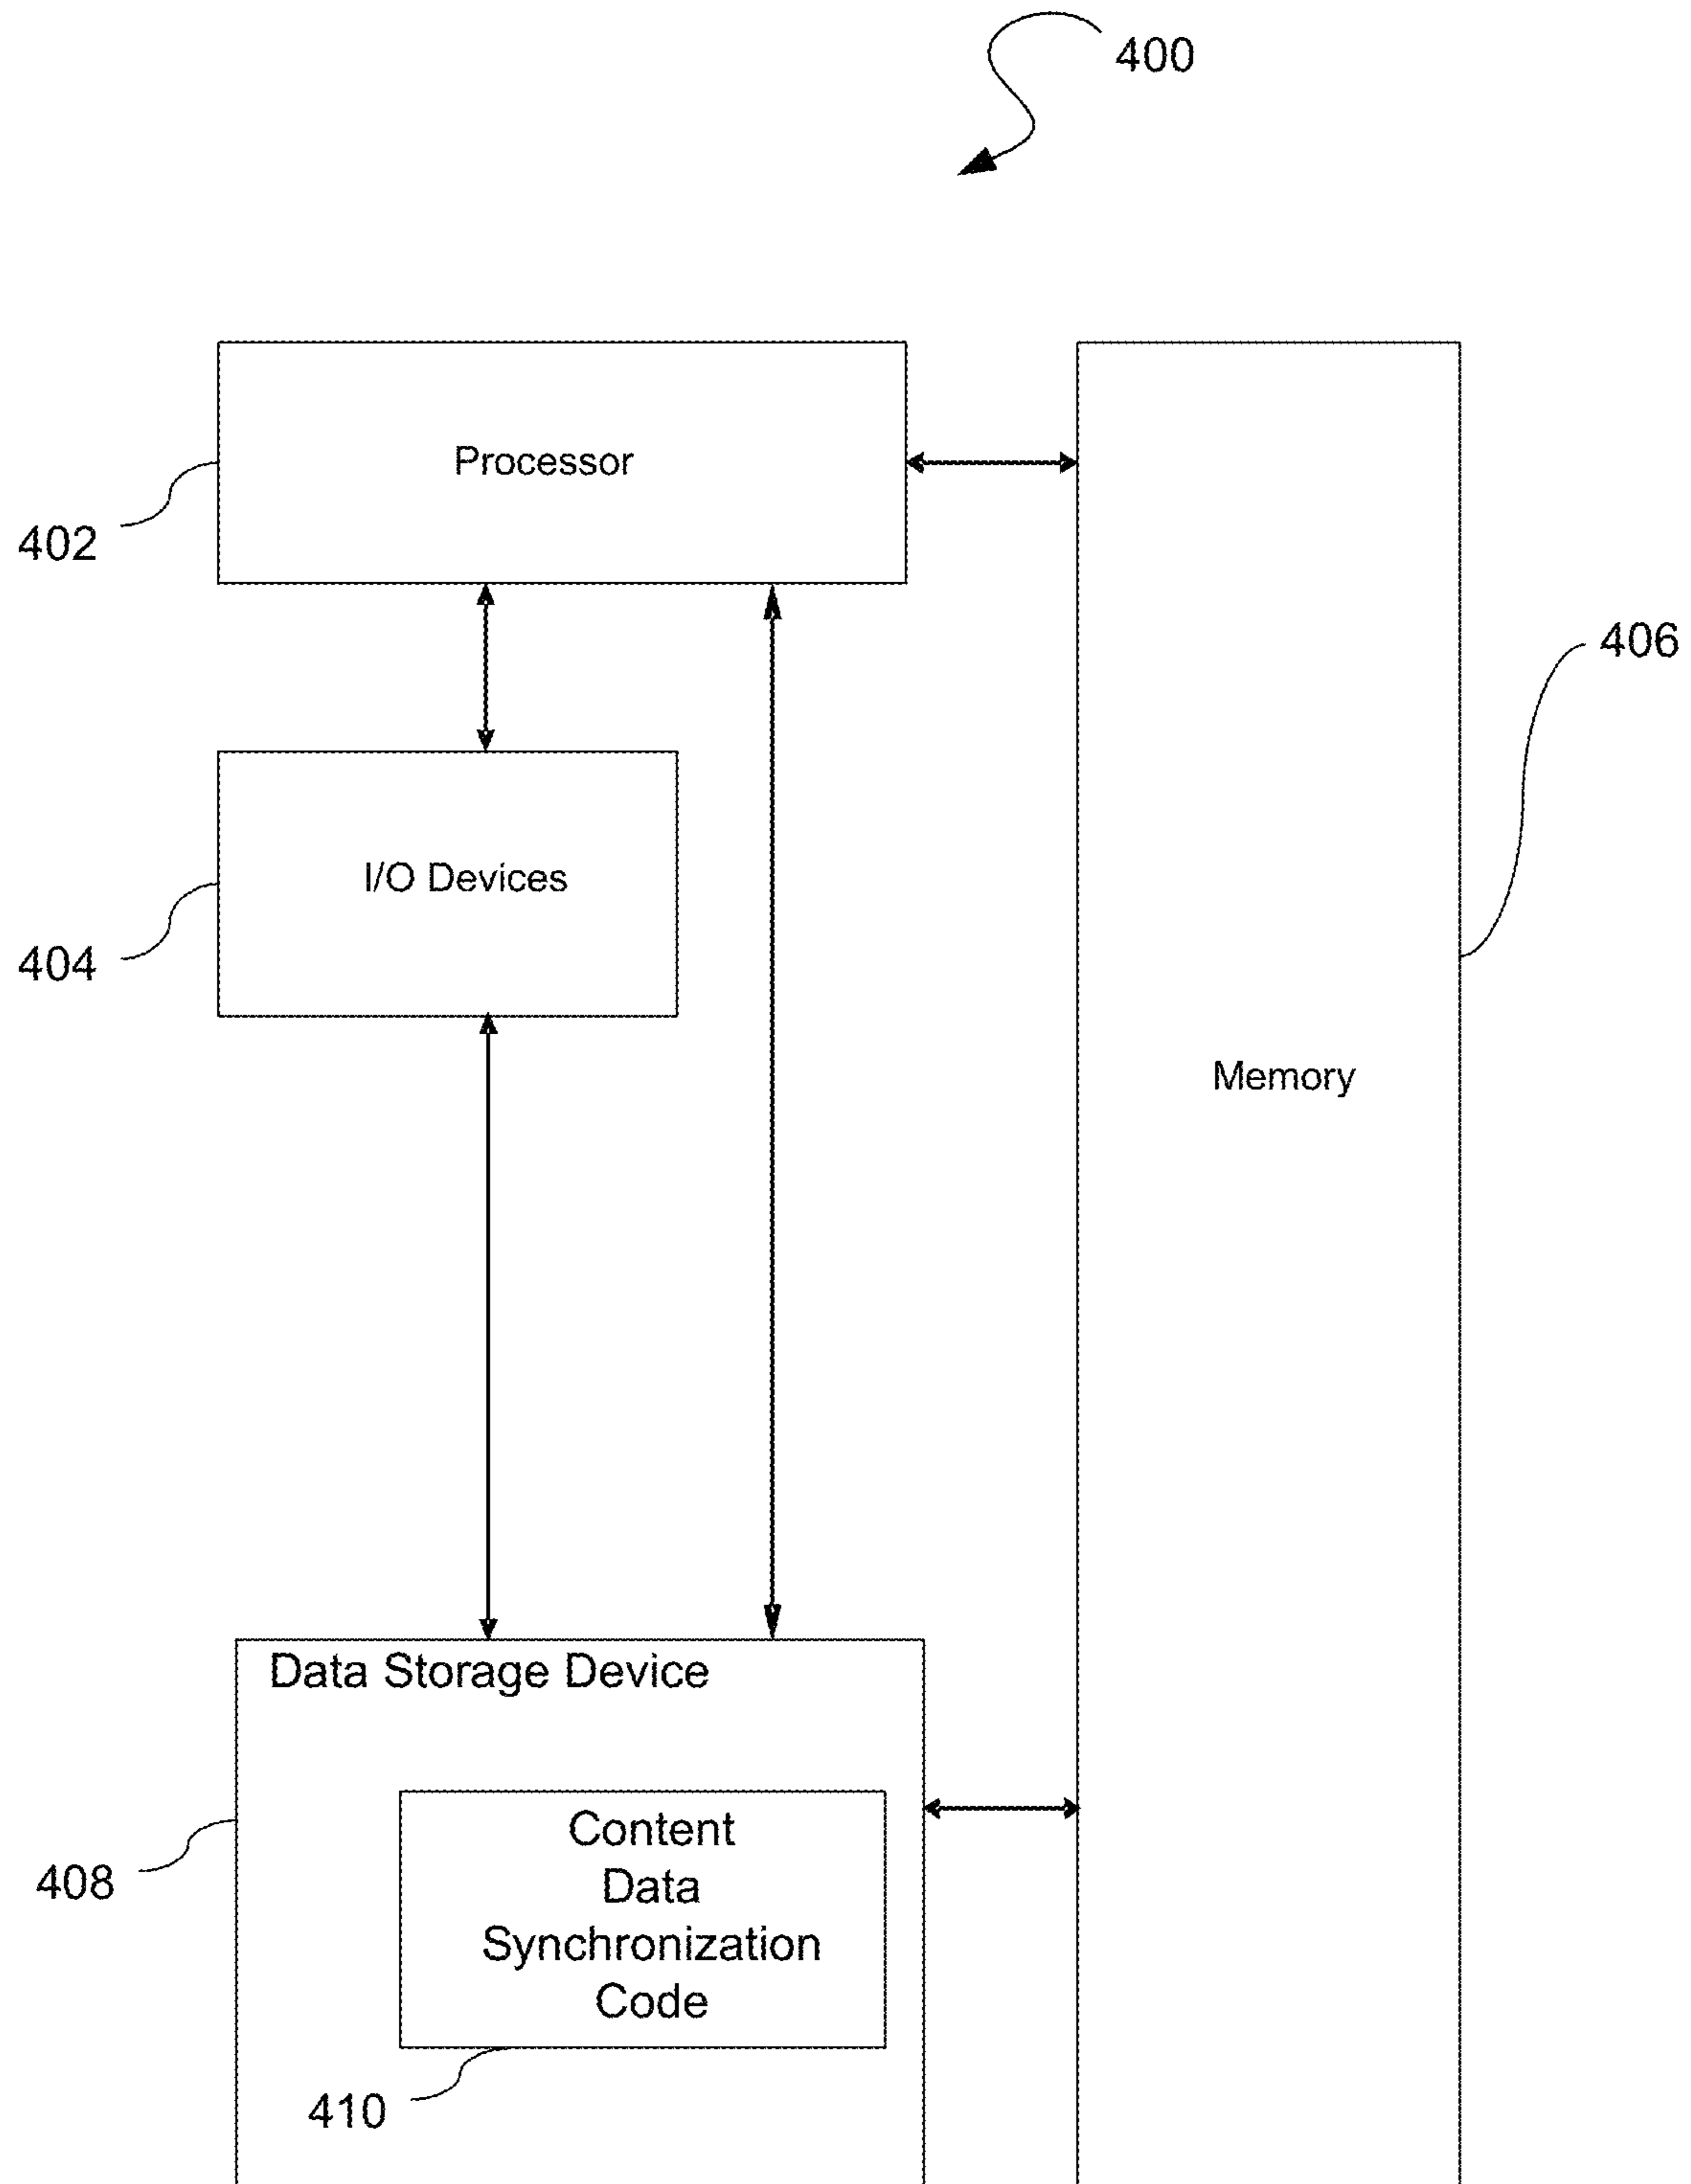 400
Processor
402
406
I/O Devices
404
Memory
Data Storage Device
Content
Data
Synchronization
Code
408
410